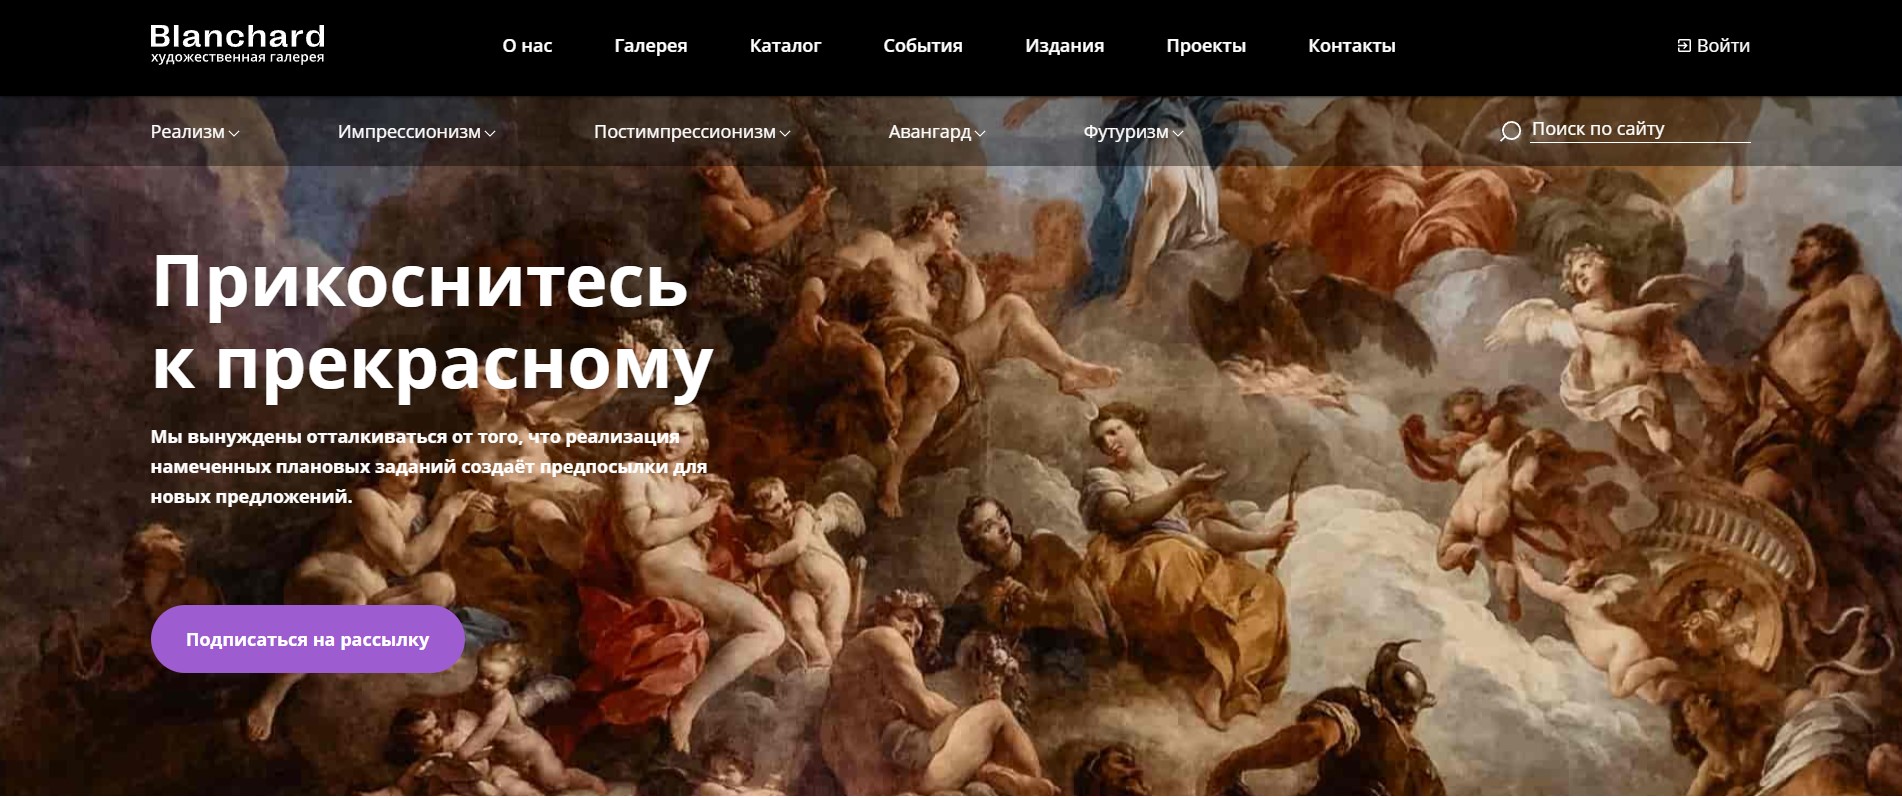 Blanchard
художественная галерея
О нас Галерея Каталог События Издания Проекты Контакты
Войти
Реализм Импрессионизм Постимпрессионизм Авангард Футуризм
Поиск по сайту
Прикоснитесь
к прекрасному
Мы вынуждены отталкиваться от того, что реализация
намеченных плановых заданий создаёт предпосылки для
новых предложений.
Подписаться на рассылку